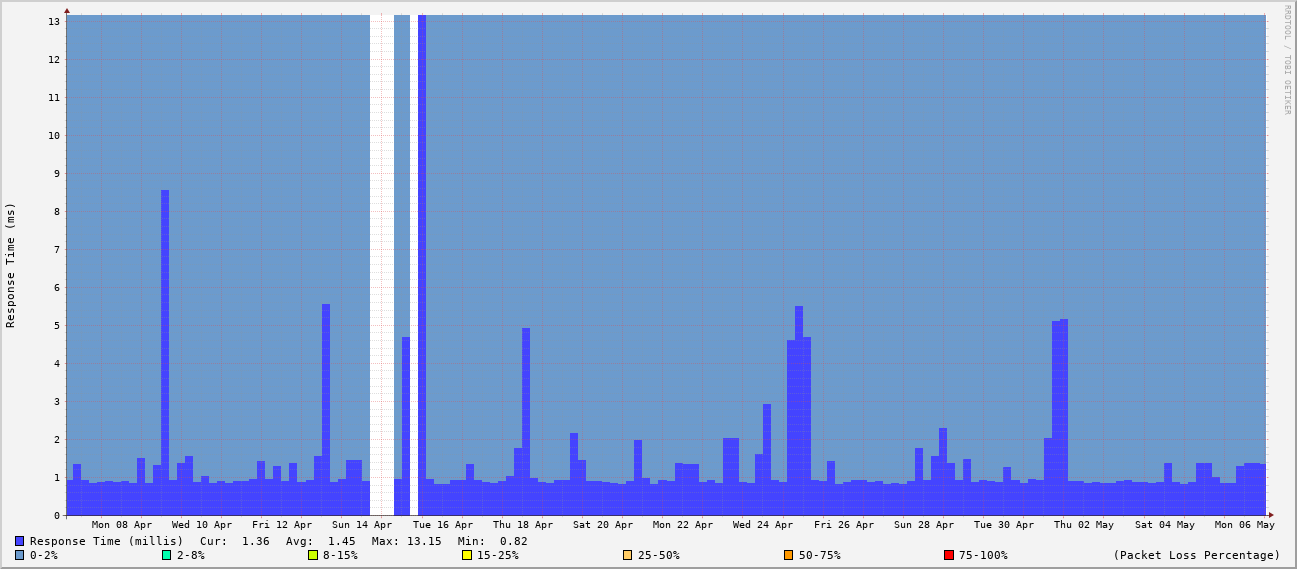 RRDTOOL / TOBI OETIKER
Response Time (ms)
13
12
11
10
9
8
7
6
5
4
3
2
1
0
Mon 08 Apr Wed 10 Apr Fri 12 Apr Sun 14 Apr Tue 16 Apr Thu 18 Apr Sat 20 Apr Mon 22 Apr Wed 24 Apr Fri 26 Apr Sun 28 Apr Tue 30 Apr Thu 02 May Sat 04 May Mon 06 May
Response Time (millis) Cur: 1.36 Avg: 1.45 Max: 13.15 Min: 0.82
0-2% 2-8% 8-15% 15-25% 25-50% 50-75% 75-100% (Packet Loss Percentage)